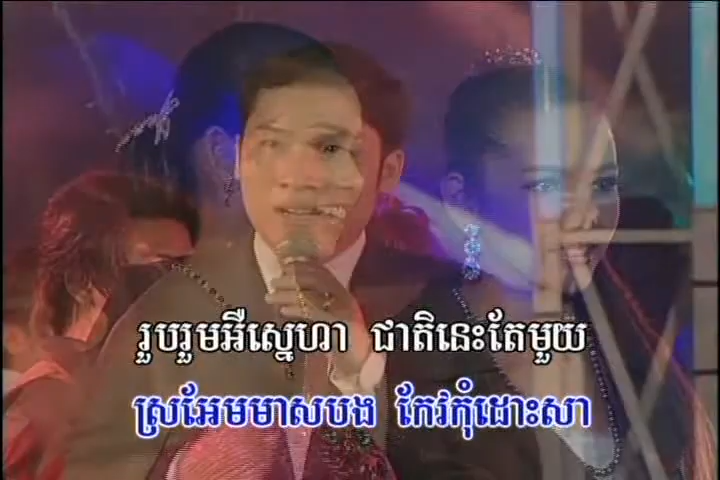 រួបរួមអីស្នេហា ជាតិនេះតែមួយ
ស្រអែមមាសបង កែវកុំដោះសា